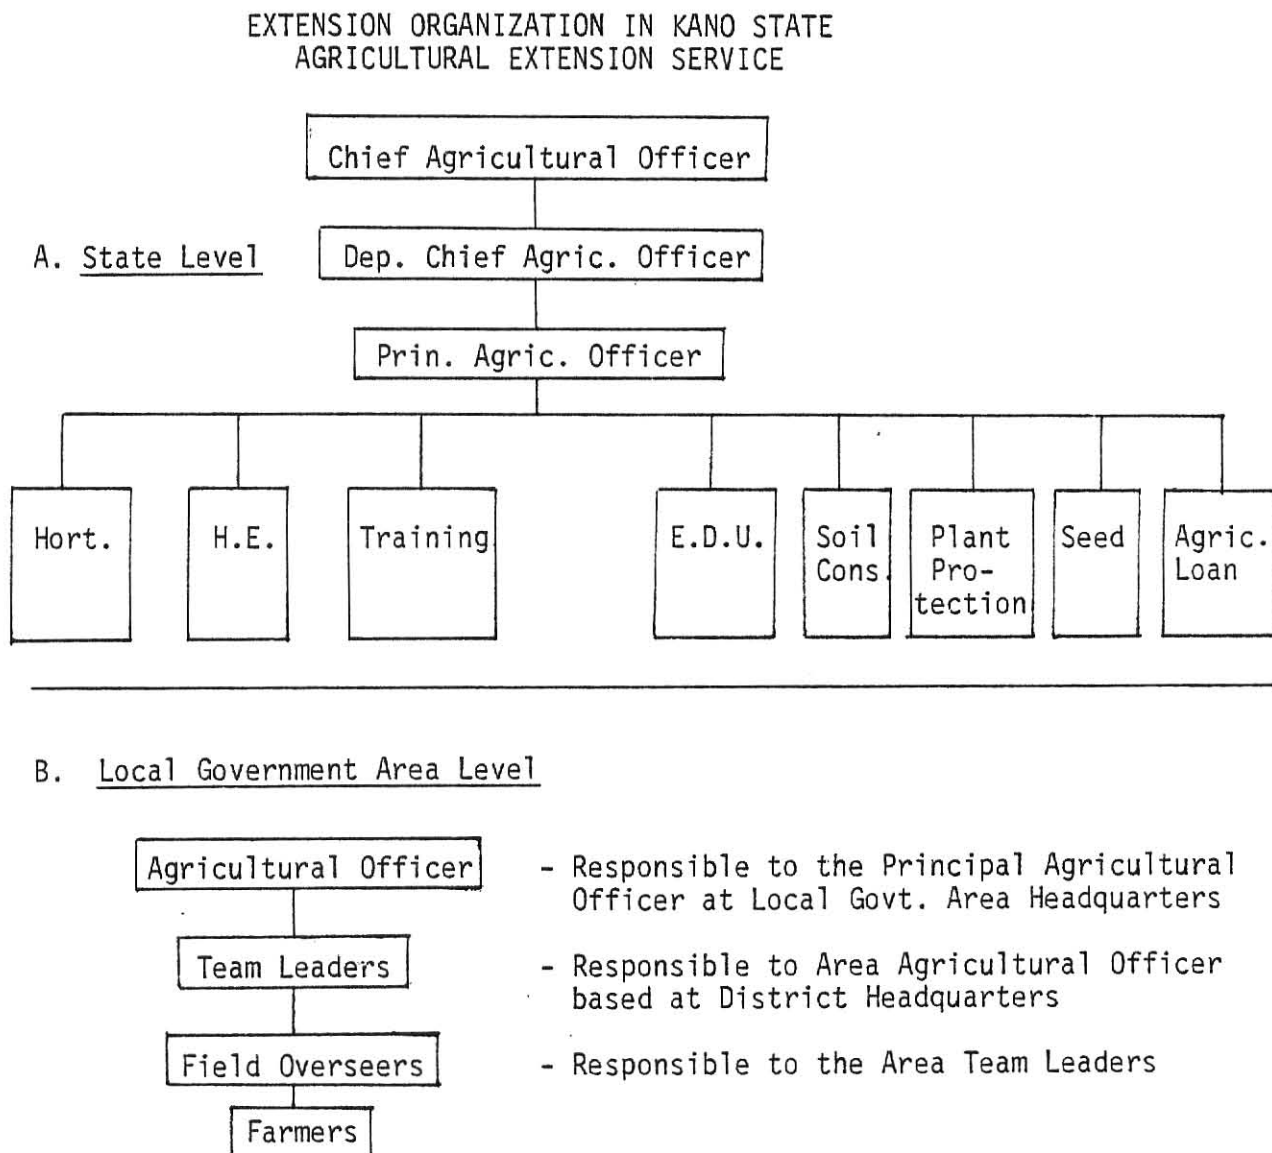 EXTENSION ORGANIZATION IN KANO STATE
AGRICULTURAL EXTENSION SERVICE
Chief Agricultural Officer
A. State Level
Dep. Chief Agric. Officer
Prin. Agric. Officer
Hort.
H.E.
Training
E.D.U.
Soil
Cons.
Plant
Pro-
tection
Seed
Agric.
Loan
B. Local Government Area Level
Agricultural Officer
- Responsible to the Principal Agricultural
Officer at Local Govt. Area Headquarters
Team Leaders
- Responsible to Area Agricultural Officer
based at District Headquarters
Field Overseers
- Responsible to the Area Team Leaders
Farmers